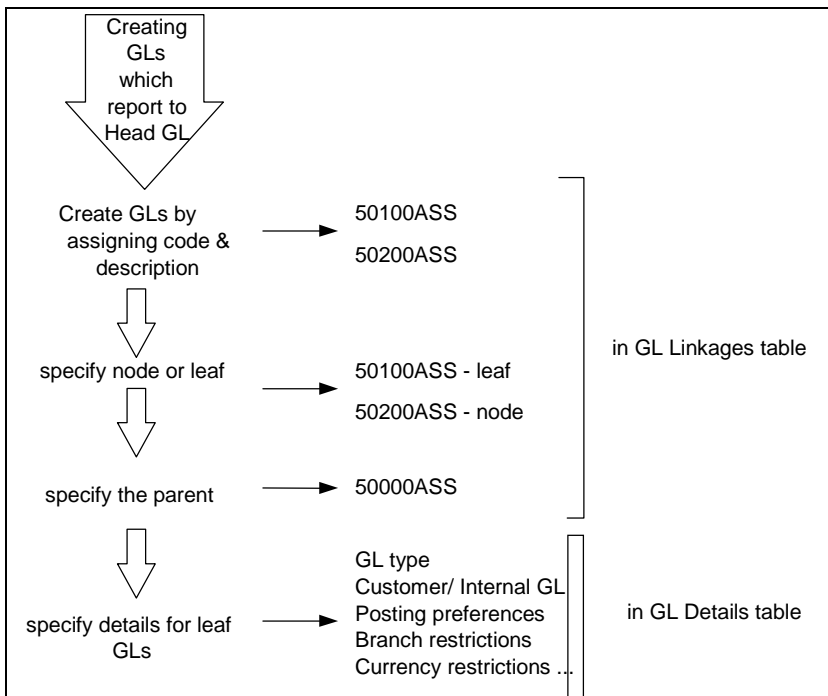 Creating
GLs
which
report to
Head GL
Create GLs by
assigning code &
description
50100ASS
50200ASS
specify node or leaf
50100ASS - leaf
50200ASS - node
in GL Linkages table
specify the parent
50000ASS
specify details for leaf
GLs
GL type
Customer/ Internal GL
Posting preferences
Branch restrictions
Currency restrictions ...
in GL Details table